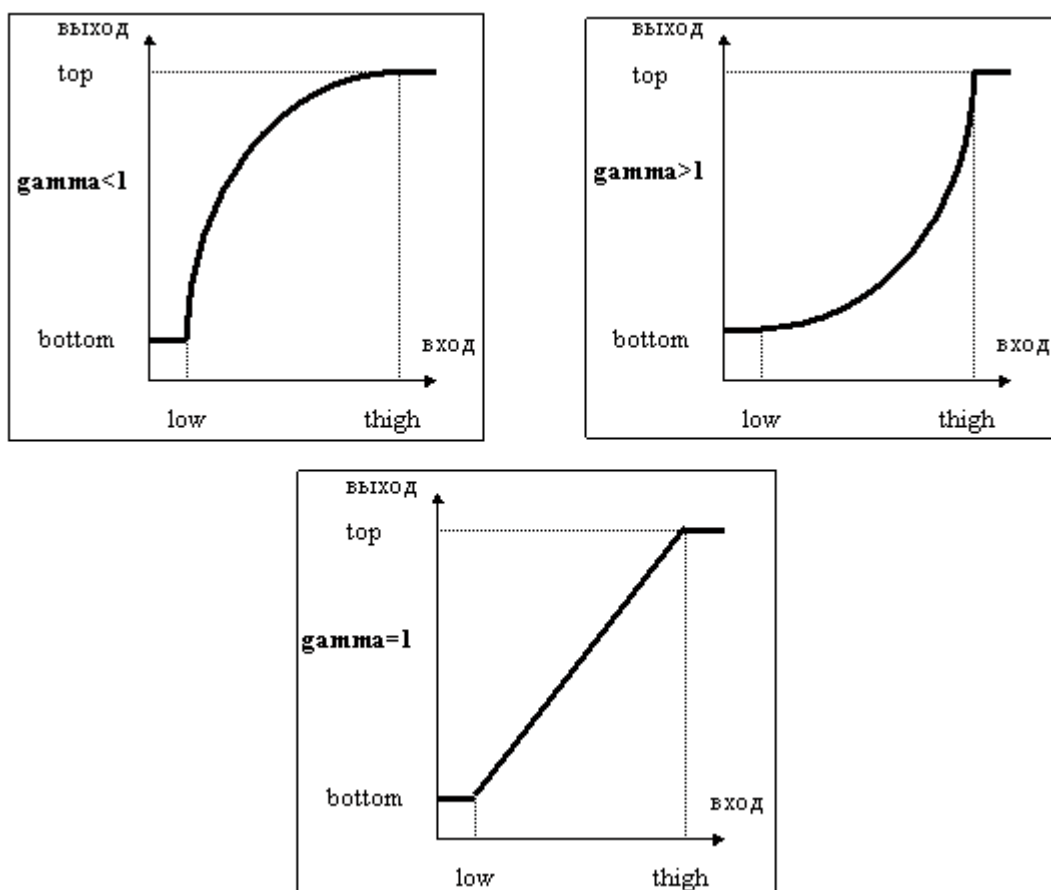 выход
top
gamma<1
bottom
вход
low thigh
выход
top
gamma>1
bottom
вход
low thigh
выход
top
gamma=1
bottom
вход
low thigh